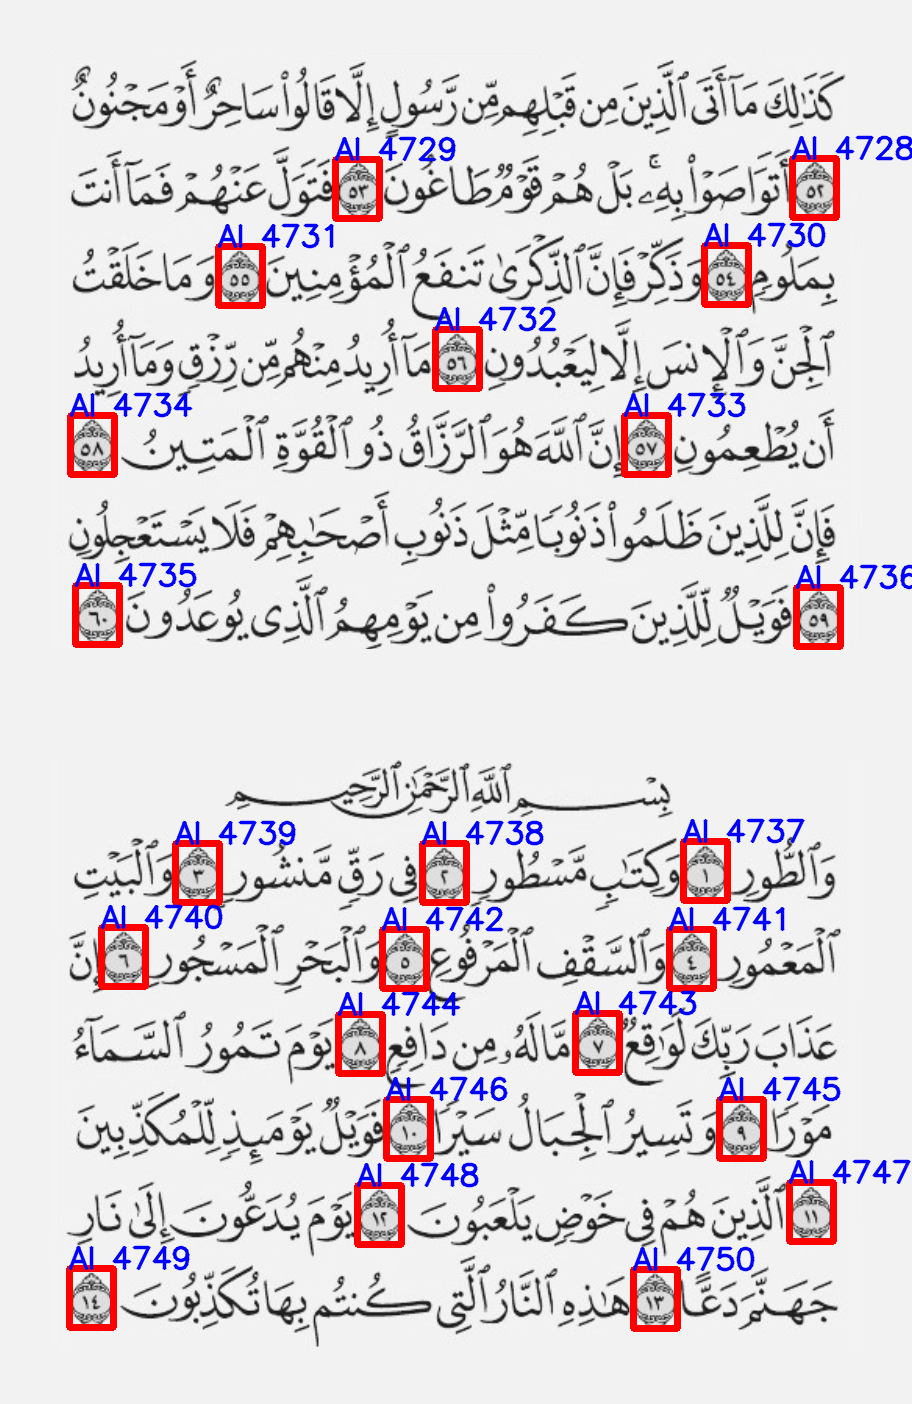 كَذَٰلِكَ مَآ أَتَى ٱلَّذِينَ مِن قَبْلِهِم مِّن رَّسُولٍ إِلَّا قَالُوا۟ سَاحِرٌ أَوْ مَجْنُونٌ
AI 4729 AI 4728
٥٢ أَتَوَاصَوْا۟ بِهِۦ ۚ بَلْ هُمْ قَوْمٌ طَاغُونَ ٥٣ فَتَوَلَّ عَنْهُمْ فَمَآ أَنتَ
AI 4731 AI 4730
بِمَلُومٍ ٥٤ وَذَكِّرْ فَإِنَّ ٱلذِّكْرَىٰ تَنفَعُ ٱلْمُؤْمِنِينَ ٥٥ وَمَا خَلَقْتُ
AI 4732
ٱلْجِنَّ وَٱلْإِنسَ إِلَّا لِيَعْبُدُونِ ٥٦ مَآ أُرِيدُ مِنْهُم مِّن رِّزْقٍ وَمَآ أُرِيدُ
AI 4734 AI 4733
أَن يُطْعِمُونِ ٥٧ إِنَّ ٱللَّهَ هُوَ ٱلرَّزَّاقُ ذُو ٱلْقُوَّةِ ٱلْمَتِينُ ٥٨
فَإِنَّ لِلَّذِينَ ظَلَمُوا۟ ذَنُوبًا مِّثْلَ ذَنُوبِ أَصْحَٰبِهِمْ فَلَا يَسْتَعْجِلُونِ
AI 4735 AI 4736
٥٩ فَوَيْلٌ لِّلَّذِينَ كَفَرُوا۟ مِن يَوْمِهِمُ ٱلَّذِى يُوعَدُونَ ٦٠
بِسْمِ ٱللَّهِ ٱلرَّحْمَٰنِ ٱلرَّحِيمِ
AI 4739 AI 4738 AI 4737
وَٱلطُّورِ ١ وَكِتَٰبٍ مَّسْطُورٍ ٢ فِى رَقٍّ مَّنشُورٍ ٣ وَٱلْبَيْتِ
AI 4740 AI 4742 AI 4741
ٱلْمَعْمُورِ ٤ وَٱلسَّقْفِ ٱلْمَرْفُوعِ ٥ وَٱلْبَحْرِ ٱلْمَسْجُورِ ٦ إِنَّ
AI 4744 AI 4743
عَذَابَ رَبِّكَ لَوَٰقِعٌ ٧ مَّا لَهُۥ مِن دَافِعٍ ٨ يَوْمَ تَمُورُ ٱلسَّمَآءُ
AI 4746 AI 4745
مَوْرًا ٩ وَتَسِيرُ ٱلْجِبَالُ سَيْرًا ١٠ فَوَيْلٌ يَوْمَئِذٍ لِّلْمُكَذِّبِينَ
AI 4748 AI 4747
١١ ٱلَّذِينَ هُمْ فِى خَوْضٍ يَلْعَبُونَ ١٢ يَوْمَ يُدَعُّونَ إِلَىٰ نَارِ
AI 4749 AI 4750
جَهَنَّمَ دَعًّا ١٣ هَٰذِهِ ٱلنَّارُ ٱلَّتِى كُنتُم بِهَا تُكَذِّبُونَ ١٤